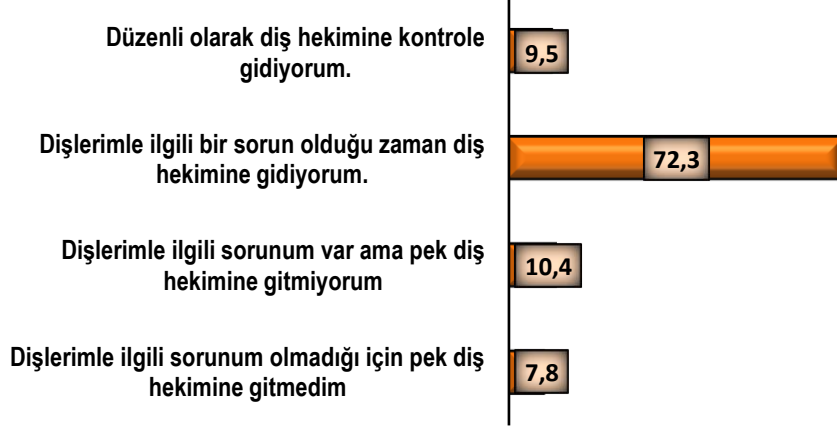 Düzenli olarak diş hekimine kontrole
gidiyorum.
9,5
Dişlerimle ilgili bir sorun olduğu zaman diş
hekimine gidiyorum.
72,3
Dişlerimle ilgili sorunum var ama pek diş
hekimine gitmiyorum
10,4
Dişlerimle ilgili sorunum olmadığı için pek diş
hekimine gitmedim
7,8